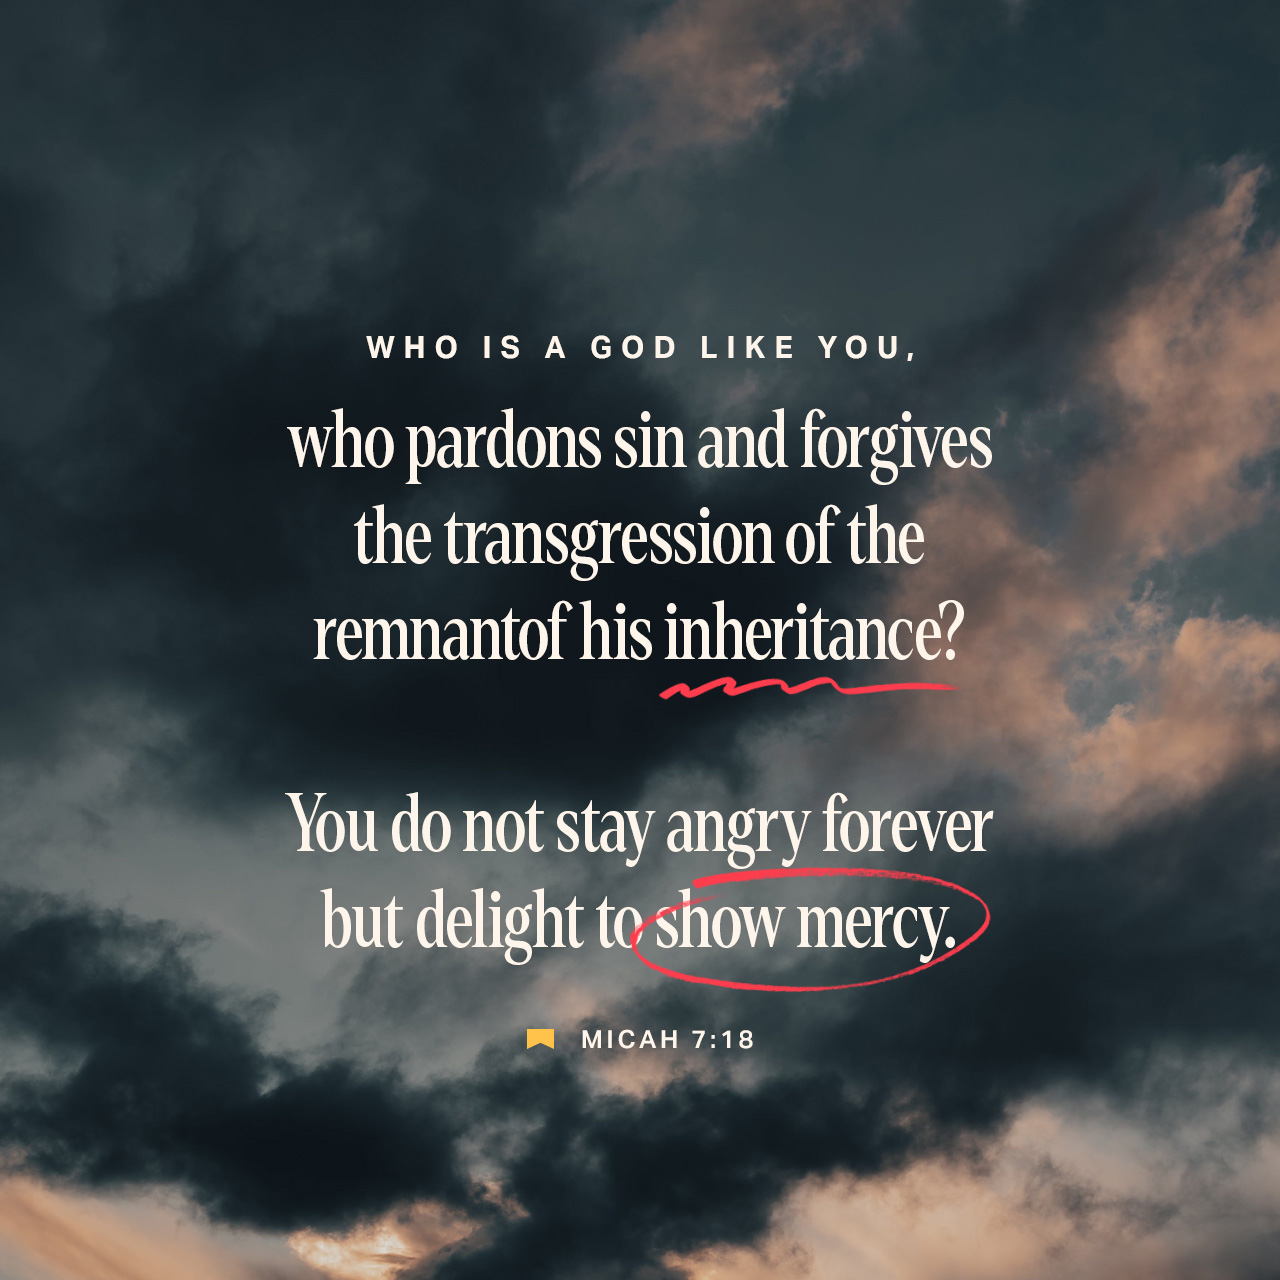 WHO IS A GOD LIKE YOU,
who pardons sin and forgives
the transgression of the
remnantof his inheritance?
You do not stay angry forever
but delight to show mercy.
MICAH 7:18